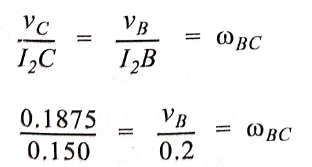 v_C / I_2C = v_B / I_2B = ω_BC
0.1875 / 0.150 = v_B / 0.2 = ω_BC